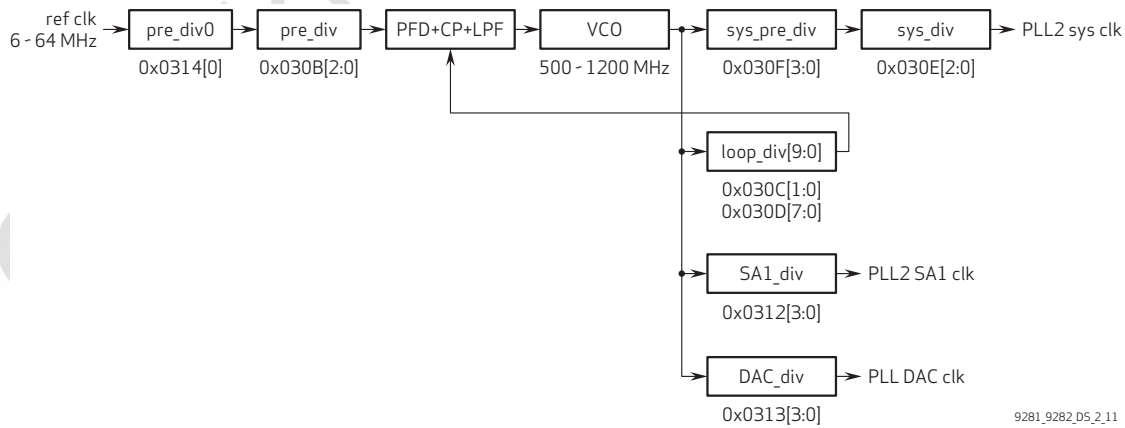 ref clk
6 - 64 MHz
pre_div0
pre_div
PFD+CP+LPF
VCO
sys_pre_div
sys_div
PLL2 sys clk
0x0314[0]
0x030B[2:0]
500 - 1200 MHz
0x030F[3:0]
0x030E[2:0]
loop_div[9:0]
0x030C[1:0]
0x030D[7:0]
SA1_div
PLL2 SA1 clk
0x0312[3:0]
DAC_div
PLL DAC clk
0x0313[3:0]
9281_9282_DS_2_11